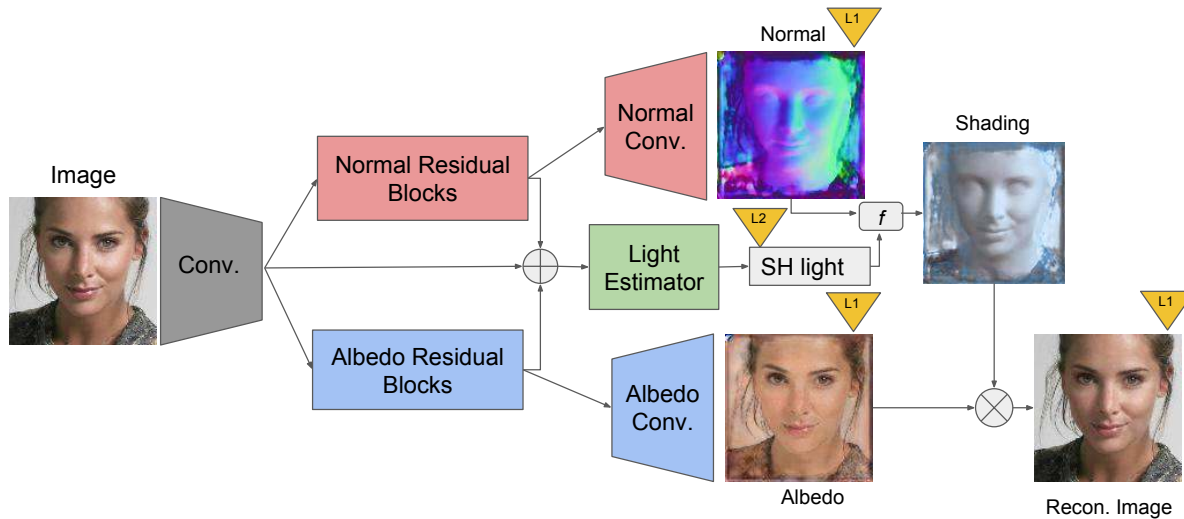 Image
Conv.
Normal Residual
Blocks
Albedo Residual
Blocks
Normal
Conv.
Light
Estimator
Albedo
Conv.
Normal
L1
L2
SH light
f
Shading
L1
Albedo
L1
Recon. Image